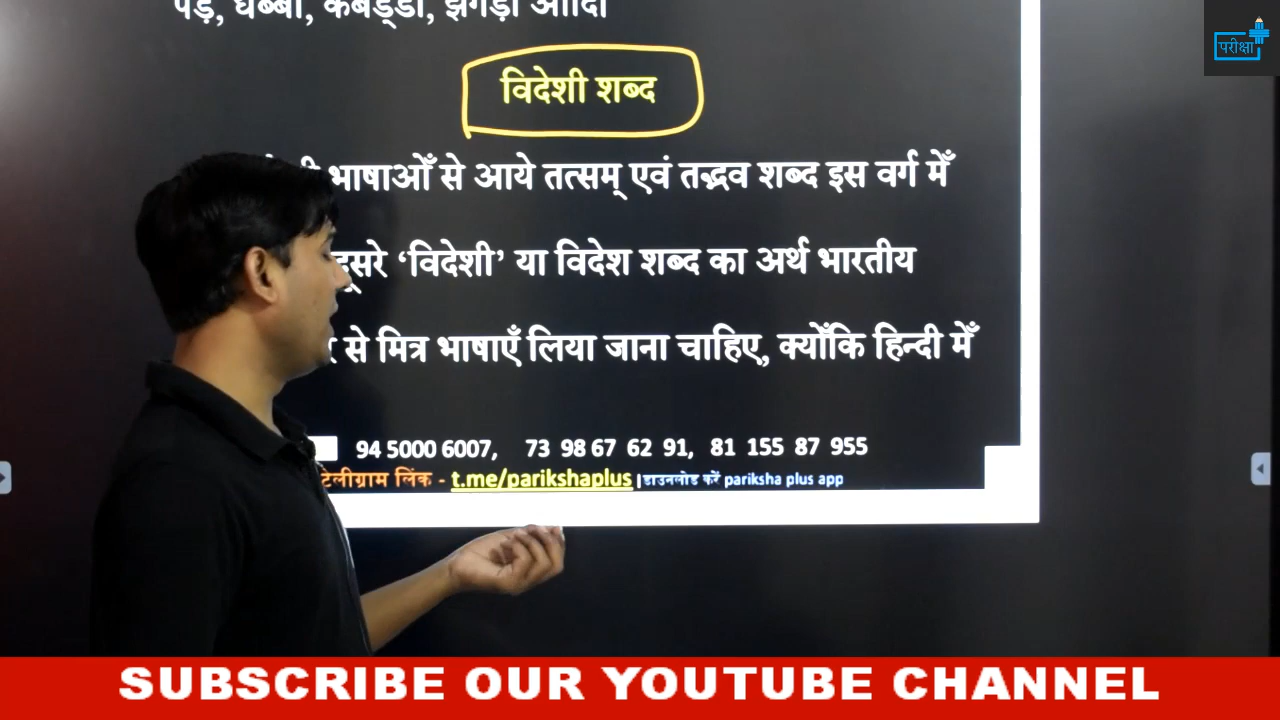 पेड़, धब्बा, कबड्डी, झगड़ा आदि
परीक्षा
विदेशी शब्द
भाषाओँ से आये तत्सम् एवं तद्भव शब्द इस वर्ग मेँ
दूसरे ‘विदेशी’ या विदेश शब्द का अर्थ भारतीय
से मित्र भाषाएँ लिया जाना चाहिए, क्योँकि हिन्दी मेँ
94 5000 6007, 73 98 67 62 91, 81 155 87 955
टेलीग्राम लिंक - t.me/parikshaplus | डाउनलोड करें pariksha plus app
SUBSCRIBE OUR YOUTUBE CHANNEL